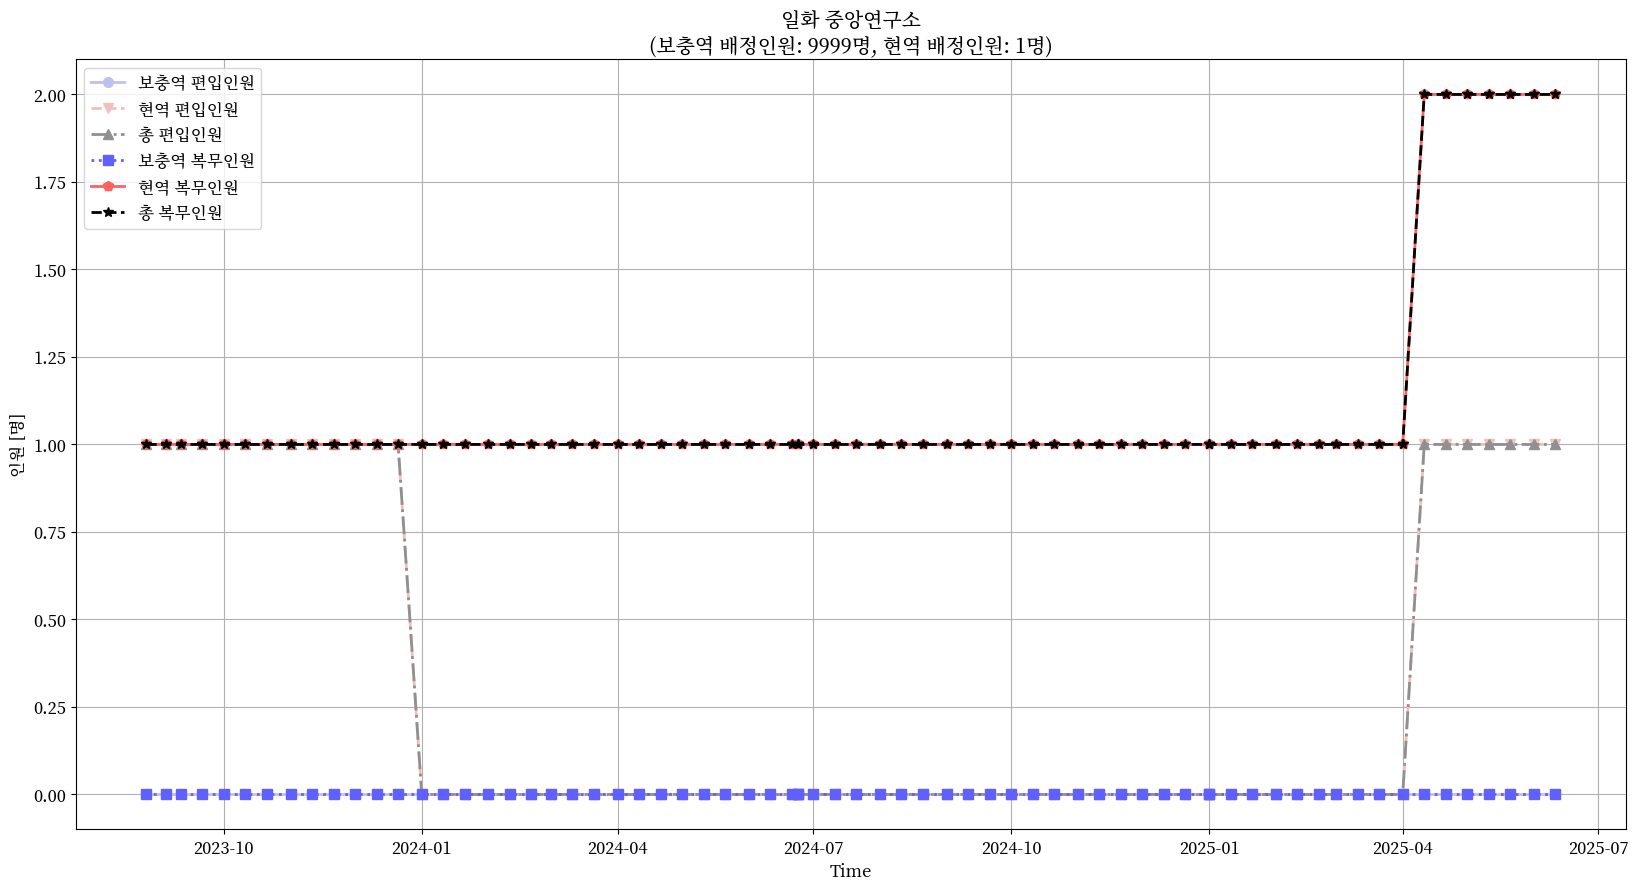 일화 중앙연구소
(보충역 배정인원: 9999명, 현역 배정인원: 1명)
보충역 편입인원
현역 편입인원
총 편입인원
보충역 복무인원
현역 복무인원
총 복무인원
인원 [명]
2.00
1.75
1.50
1.25
1.00
0.75
0.50
0.25
0.00
2023-10
2024-01
2024-04
2024-07
2024-10
2025-01
2025-04
2025-07
Time